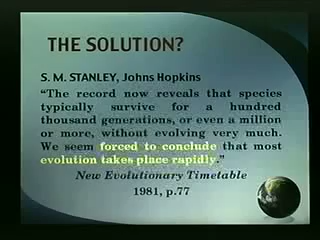 THE SOLUTION?
S. M. STANLEY, Johns Hopkins
“The record now reveals that species
typically survive for a hundred
thousand generations, or even a million
or more, without evolving very much.
We seem forced to conclude that most
evolution takes place rapidly.”
New Evolutionary Timetable
1981, p.77